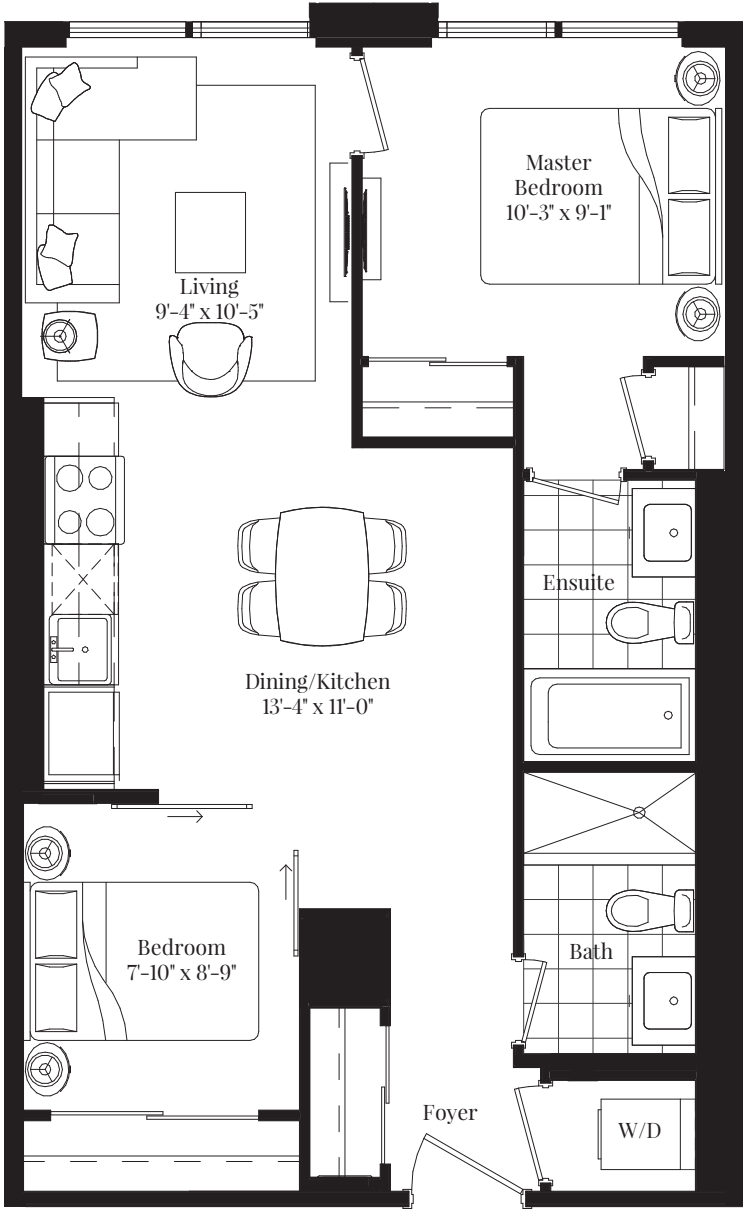 Master
Bedroom
10'-3" x 9'-1"
Living
9'-4" x 10'-5"
Ensuite
Dining/Kitchen
13'-4" x 11'-0"
Bedroom
7'-10" x 8'-9"
Bath
Foyer
W/D